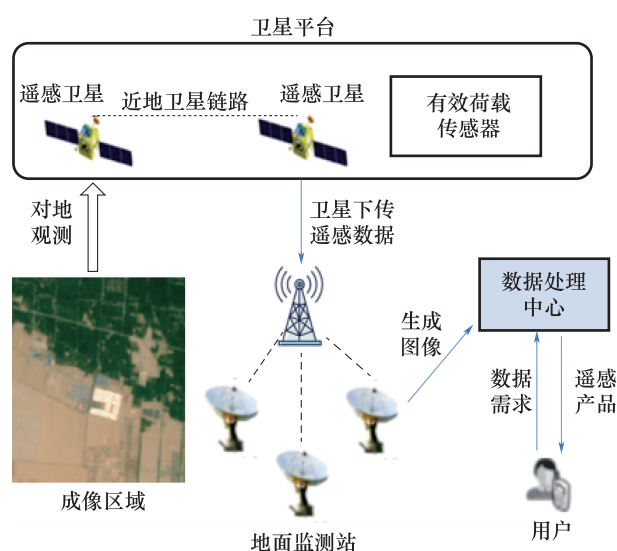 卫星平台
遥感卫星
近地卫星链路
遥感卫星
有效荷载
传感器
对地
观测
卫星下传
遥感数据
数据处理
中心
生成
图像
数据
需求
遥感
产品
成像区域
地面监测站
用户